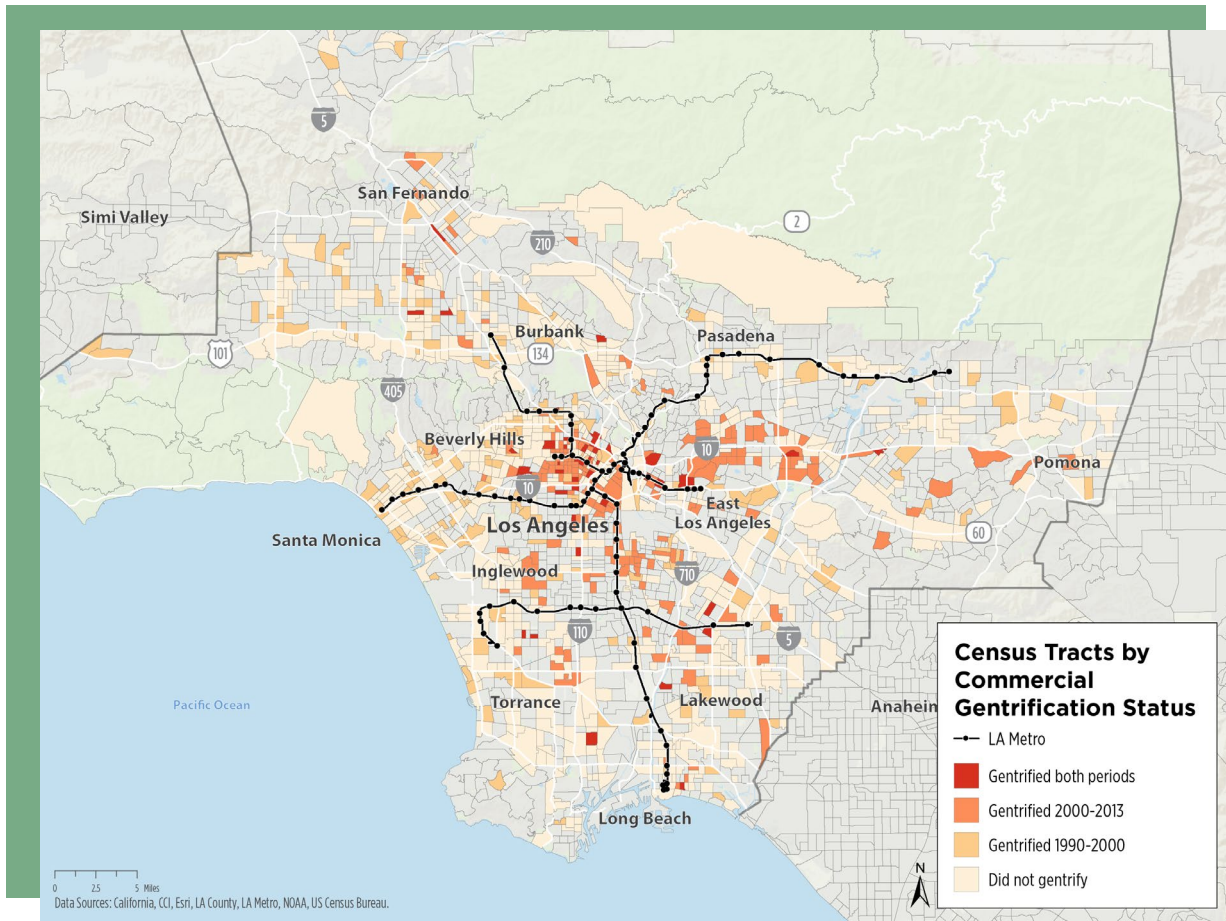 5
San Fernando
Simi Valley
2
210
Burbank
Pasadena
134
101
405
Beverly Hills
10
Pomona
10
East
Los Angeles
Los Angeles
60
Santa Monica
Inglewood
710
110
5
Torrance
Lakewood
Pacific Ocean
Anaheim
Long Beach
Census Tracts by
Commercial
Gentrification Status
LA Metro
Gentrified both periods
Gentrified 2000-2013
Gentrified 1990-2000
Did not gentrify
N
0 2.5 5 Miles
Data Sources: California, CCI, Esri, LA County, LA Metro, NOAA, US Census Bureau.